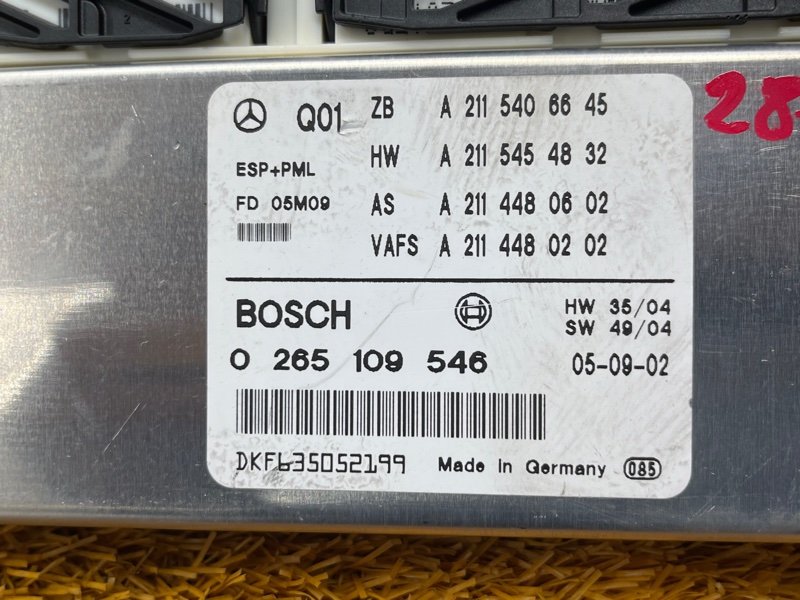 Q01 ZB A 211 540 66 45
HW A 211 545 48 32
ESP+PML
FD 05M09
AS A 211 448 06 02
VAFS A 211 448 02 02
BOSCH
HW 35/04
SW 49/04
0 265 109 546
05-09-02
DKF635052199
Made in Germany 085
28
2